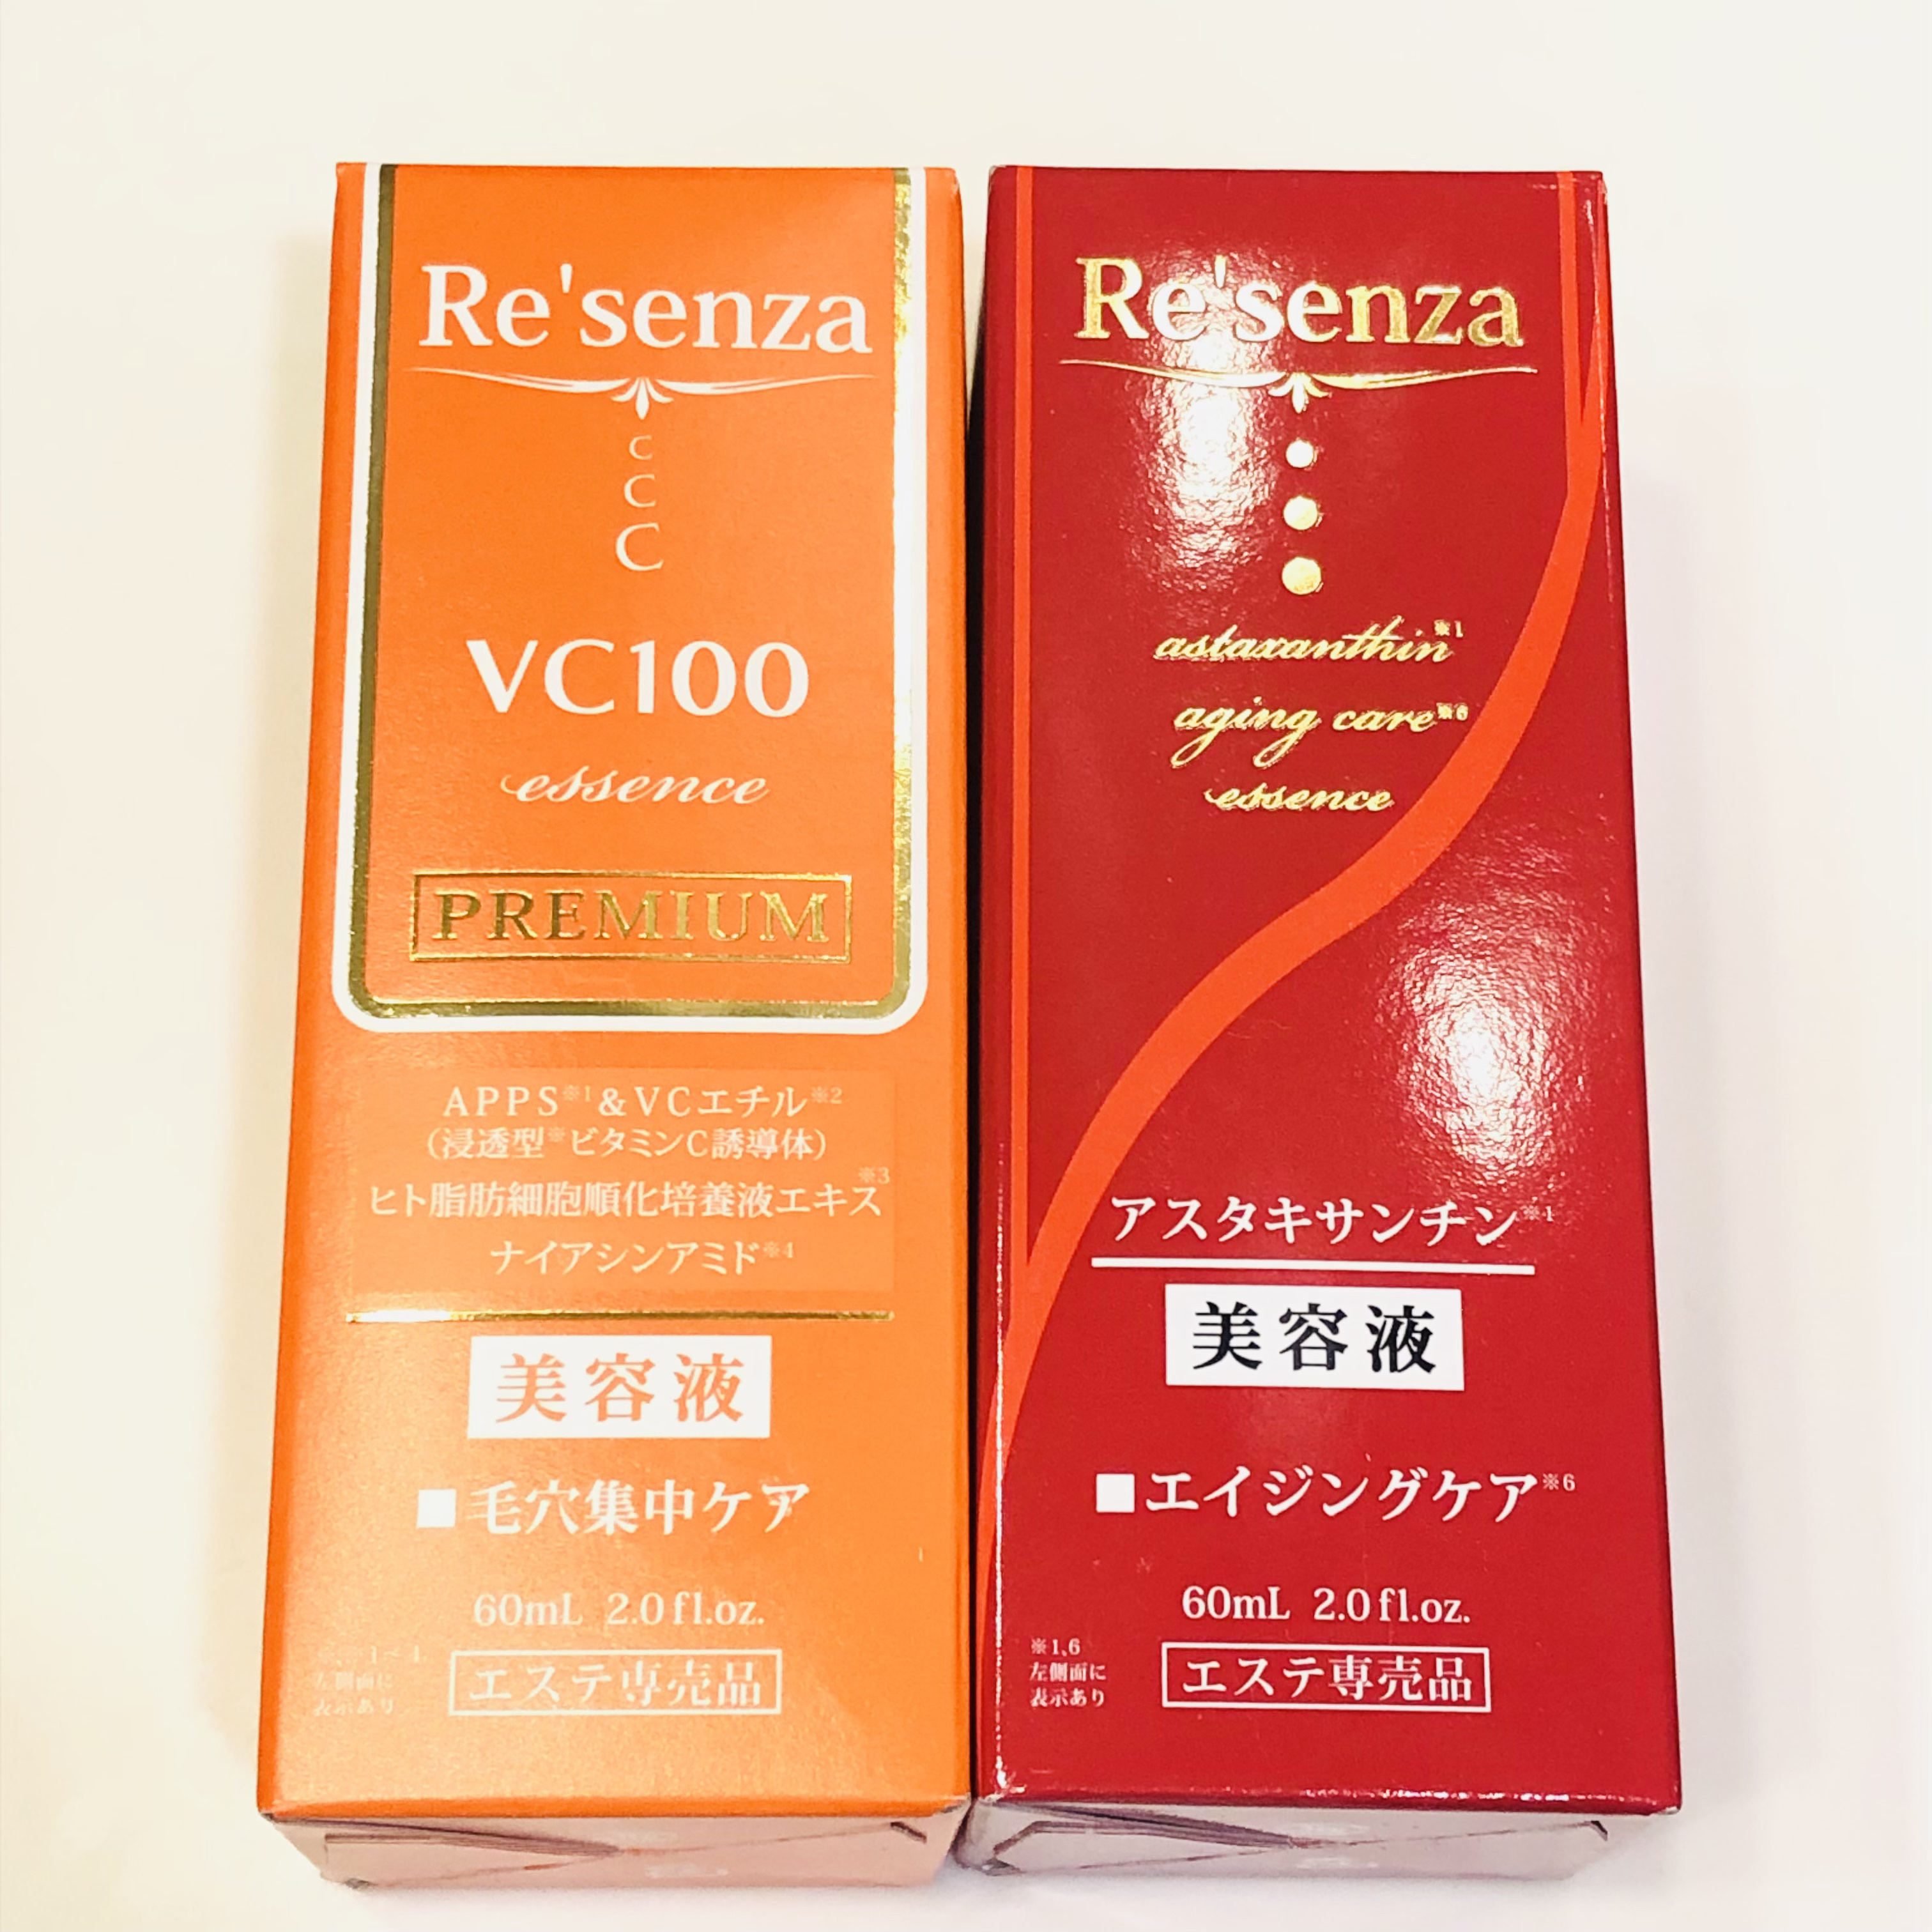 Re'senza
c
C
C
VC100
essence
PREMIUM
APPS※1&VCエチル※2
(浸透型※ビタミンC誘導体)
ヒト脂肪細胞順化培養液エキス※3
ナイアシンアミド※4
美容液
■毛穴集中ケア
60mL 2.0fl.oz.
左側面に
表示あり
エステ専売品
Re'senza
astaxanthin※1
aging care※6
essence
アスタキサンチン※1
美容液
■エイジングケア※6
60mL 2.0fl.oz.
※1,6
左側面に
表示あり
エステ専売品